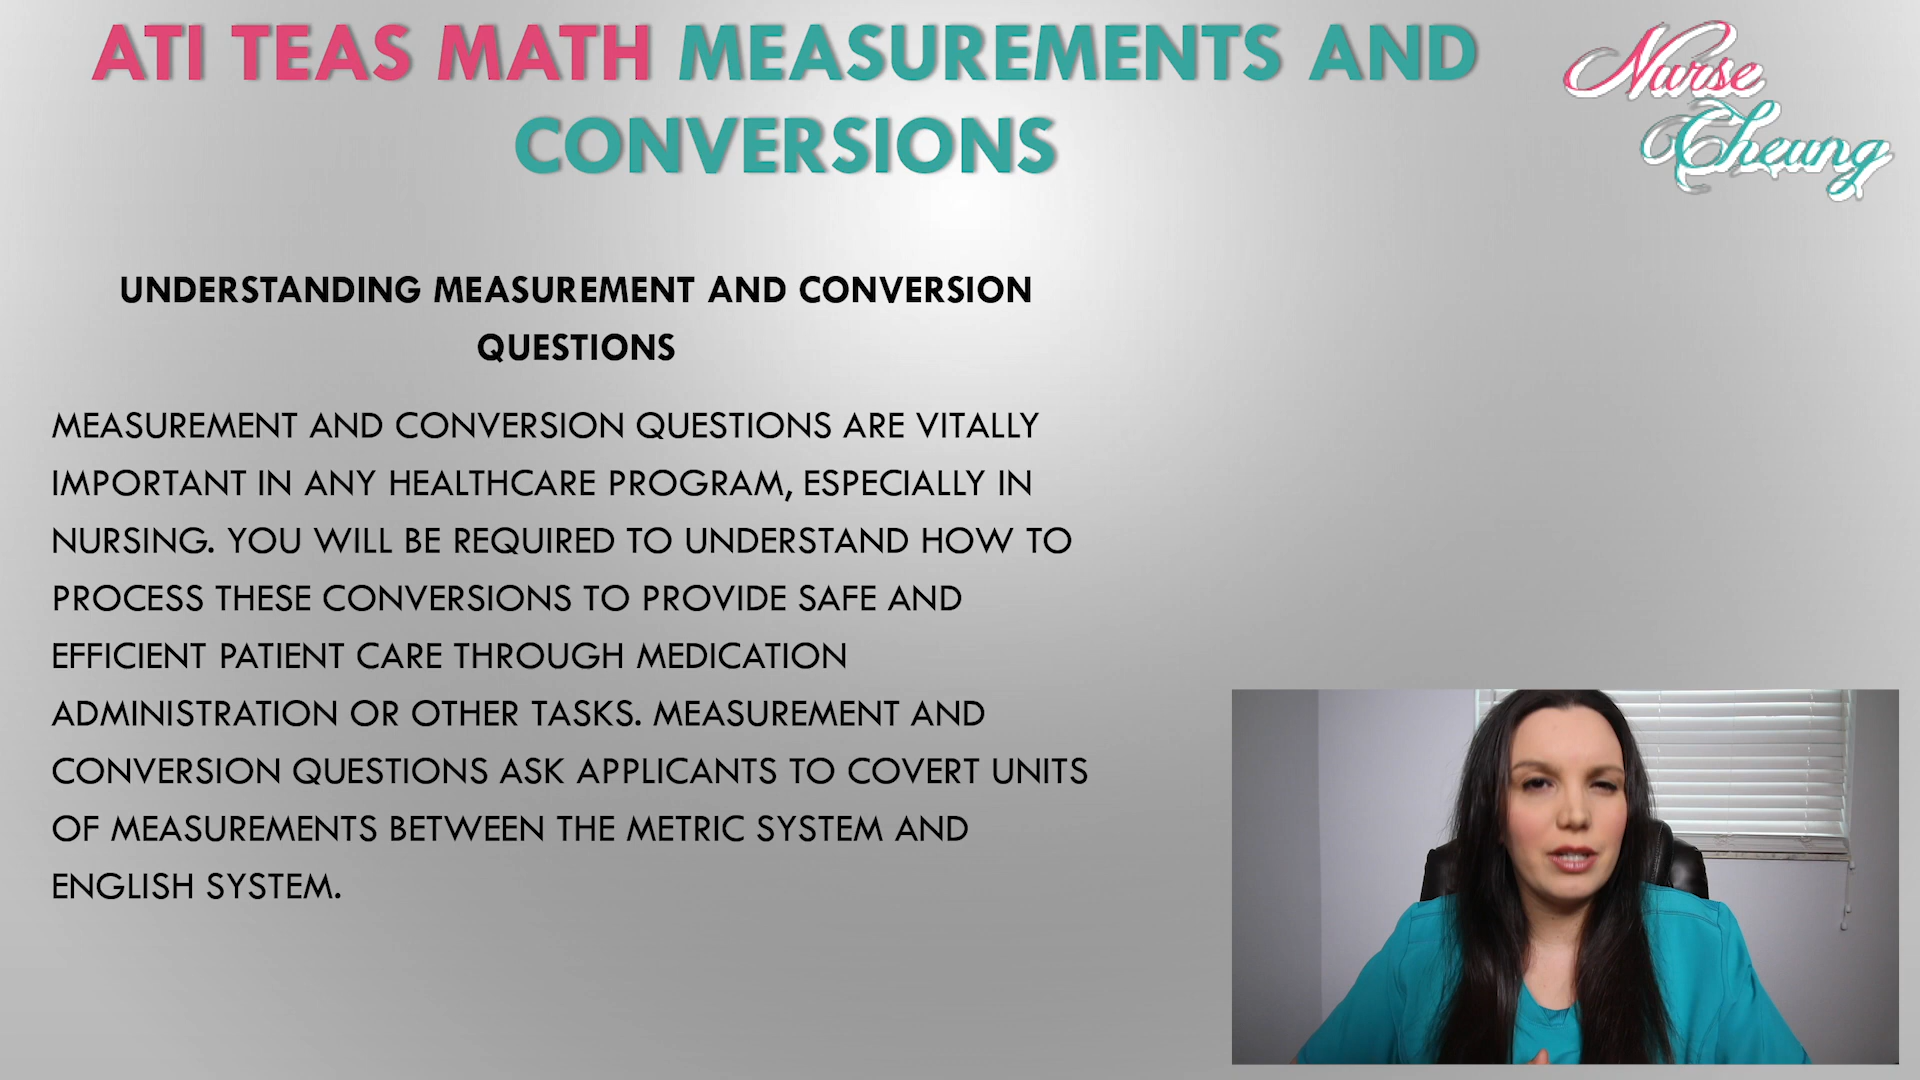 ATI TEAS MATH MEASUREMENTS AND
CONVERSIONS
Nurse
Cheung
UNDERSTANDING MEASUREMENT AND CONVERSION
QUESTIONS
MEASUREMENT AND CONVERSION QUESTIONS ARE VITALLY
IMPORTANT IN ANY HEALTHCARE PROGRAM, ESPECIALLY IN
NURSING. YOU WILL BE REQUIRED TO UNDERSTAND HOW TO
PROCESS THESE CONVERSIONS TO PROVIDE SAFE AND
EFFICIENT PATIENT CARE THROUGH MEDICATION
ADMINISTRATION OR OTHER TASKS. MEASUREMENT AND
CONVERSION QUESTIONS ASK APPLICANTS TO COVERT UNITS
OF MEASUREMENTS BETWEEN THE METRIC SYSTEM AND
ENGLISH SYSTEM.